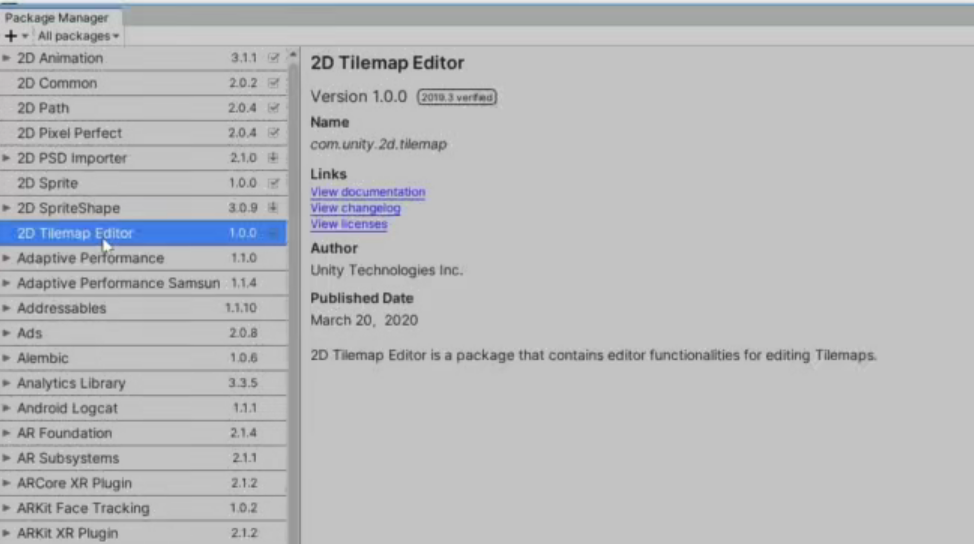 Package Manager
+ All packages
2D Animation 3.1.1
2D Common 2.0.2
2D Path 2.0.4
2D Pixel Perfect 2.0.4
2D PSD Importer 2.1.0
2D Sprite 1.0.0
2D SpriteShape 3.0.9
2D Tilemap Editor 1.0.0
Adaptive Performance 1.1.0
Adaptive Performance Samsun 1.1.4
Addressables 1.1.10
Ads 2.0.8
Alembic 1.0.6
Analytics Library 3.3.5
Android Logcat 1.1.1
AR Foundation 2.1.4
AR Subsystems 2.1.1
ARCore XR Plugin 2.1.2
ARKit Face Tracking 1.0.2
ARKit XR Plugin 2.1.2
2D Tilemap Editor
Version 1.0.0 2019.3 verified
Name
com.unity.2d.tilemap
Links
View documentation
View changelog
View licenses
Author
Unity Technologies Inc.
Published Date
March 20, 2020
2D Tilemap Editor is a package that contains editor functionalities for editing Tilemaps.